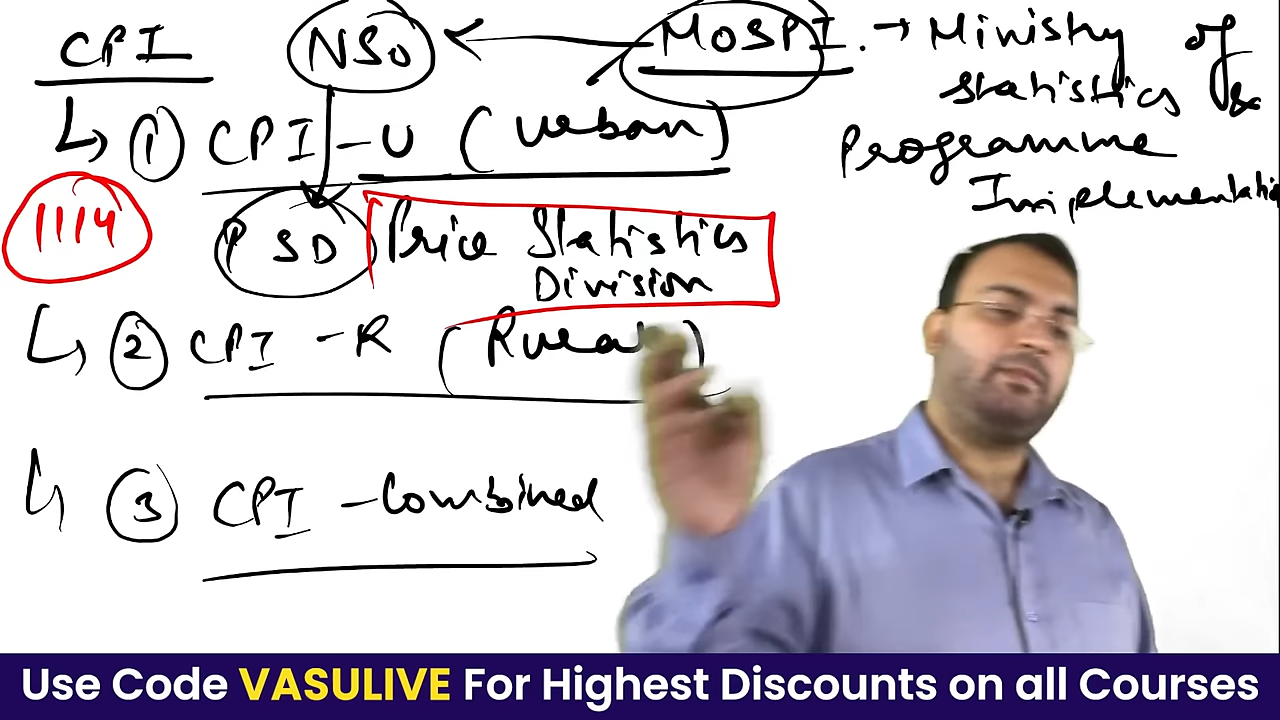 CPI NSO ← MOSPI. → Ministry of
Statistics &
↳ ① CPI - U (Urban)
Programme
Implementatio
1114 PSD Price Statistics
Division
↳ ② CPI - R (Rural)
↳ ③ CPI - Combined
Use Code VASULIVE For Highest Discounts on all Courses